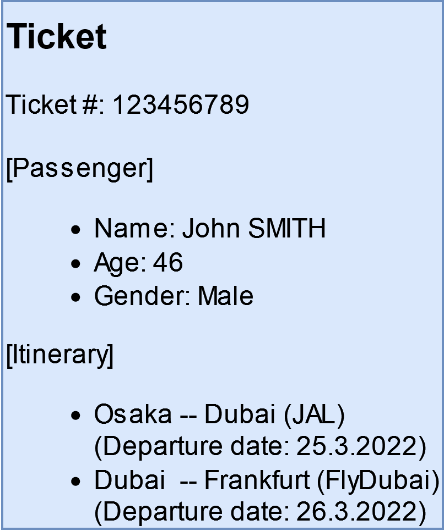 Ticket
Ticket #: 123456789
[Passenger]
• Name: John SMITH
• Age: 46
• Gender: Male
[Itinerary]
• Osaka -- Dubai (JAL)
(Departure date: 25.3.2022)
• Dubai -- Frankfurt (FlyDubai)
(Departure date: 26.3.2022)